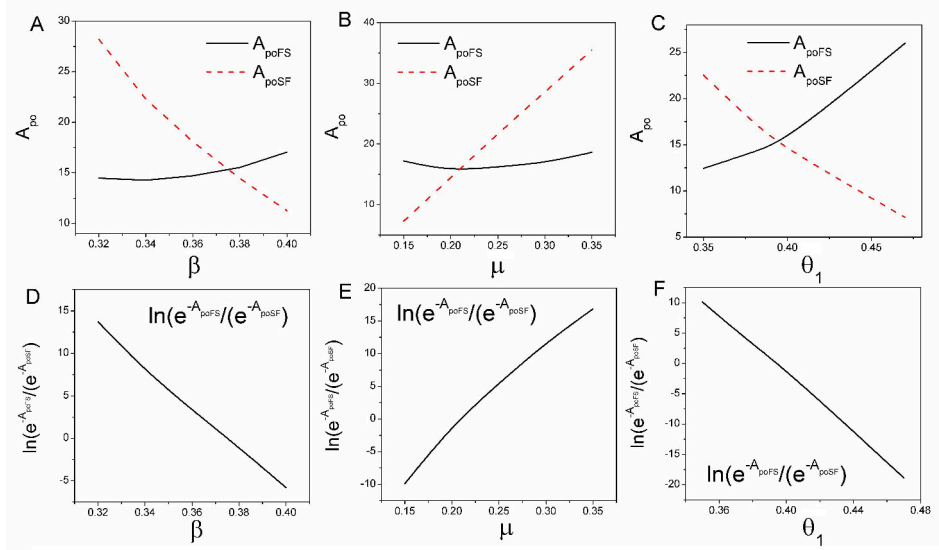 A
30
25
20
15
10
A_po
A_poFS
A_poSF
0.32 0.34 0.36 0.38 0.40
β
B
40
30
20
10
A_po
A_poFS
A_poSF
0.15 0.20 0.25 0.30 0.35
μ
C
25
20
15
10
5
A_po
A_poFS
A_poSF
0.35 0.40 0.45
θ_1
D
15
10
5
0
-5
ln(e^-A_poFS/(e^-A_poSF)
ln(e^-A_poFS/(e^-A_poSF)
0.32 0.34 0.36 0.38 0.40
β
E
20
15
10
5
0
-5
-10
ln(e^-A_poFS/(e^-A_poSF)
ln(e^-A_poFS/(e^-A_poSF)
0.15 0.20 0.25 0.30 0.35
μ
F
10
5
0
-5
-10
-15
-20
ln(e^-A_poFS/(e^-A_poSF)
ln(e^-A_poFS/(e^-A_poSF)
0.36 0.40 0.44 0.48
θ_1